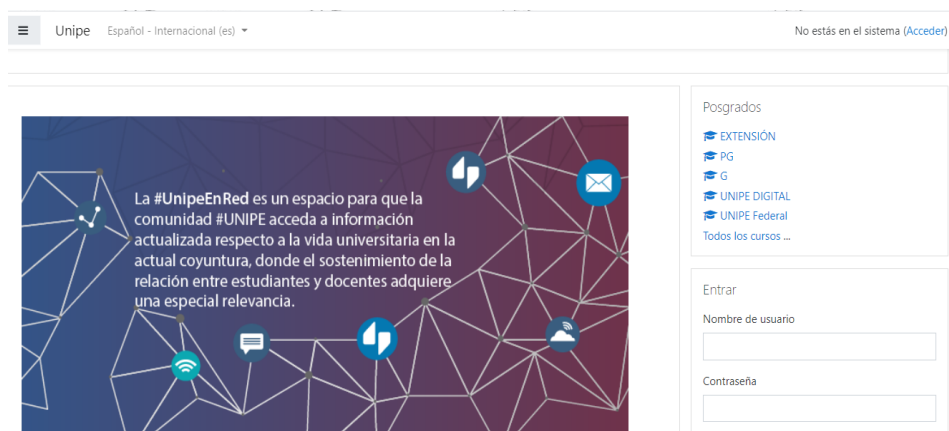 Unipe Español - Internacional (es)
No estás en el sistema (Acceder)
La #UnipeEnRed es un espacio para que la
comunidad #UNIPE acceda a información
actualizada respecto a la vida universitaria en la
actual coyuntura, donde el sostenimiento de la
relación entre estudiantes y docentes adquiere
una especial relevancia.
Posgrados
EXTENSIÓN
PG
G
UNIPE DIGITAL
UNIPE Federal
Todos los cursos ...
Entrar
Nombre de usuario
Contraseña